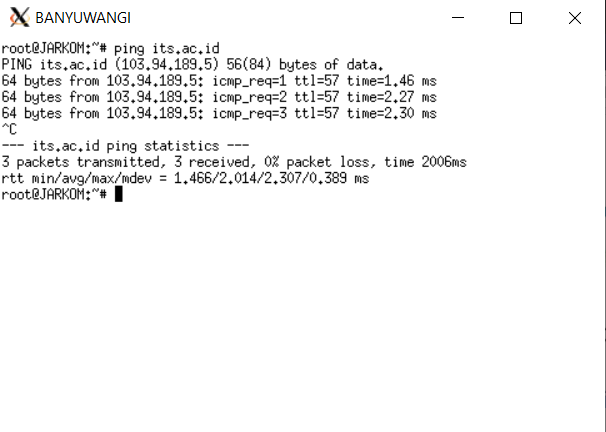 BANYUWANGI
root@JARKOM:~# ping its.ac.id
PING its.ac.id (103.94.189.5) 56(84) bytes of data.
64 bytes from 103.94.189.5: icmp_req=1 ttl=57 time=1.46 ms
64 bytes from 103.94.189.5: icmp_req=2 ttl=57 time=2.27 ms
64 bytes from 103.94.189.5: icmp_req=3 ttl=57 time=2.30 ms
^C
--- its.ac.id ping statistics ---
3 packets transmitted, 3 received, 0% packet loss, time 2006ms
rtt min/avg/max/mdev = 1.466/2.014/2.307/0.389 ms
root@JARKOM:~#